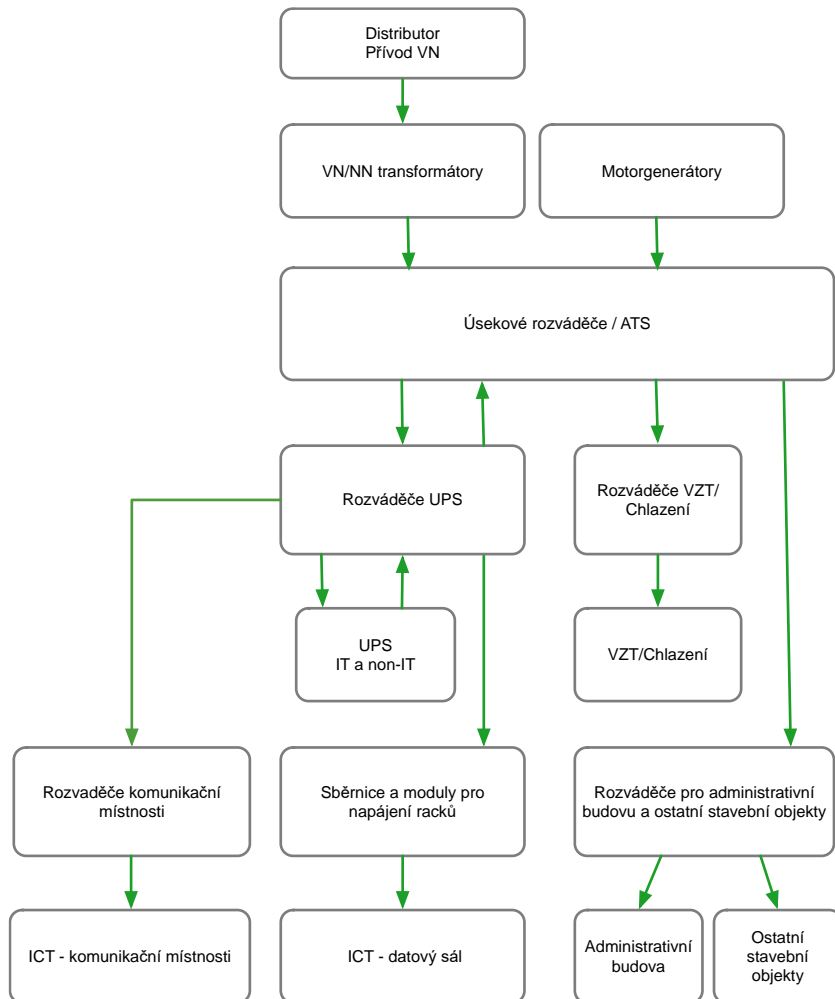 Distributor
Přívod VN
VN/NN transformátory
Motorgenerátory
Úsekové rozváděče / ATS
Rozváděče UPS
Rozváděče VZT/
Chlazení
UPS
IT a non-IT
VZT/Chlazení
Rozvaděče komunikační
místnosti
Sběrnice a moduly pro
napájení racků
Rozváděče pro administrativní
budovu a ostatní stavební objekty
ICT - komunikační místnosti
ICT - datový sál
Administrativní
budova
Ostatní
stavební
objekty